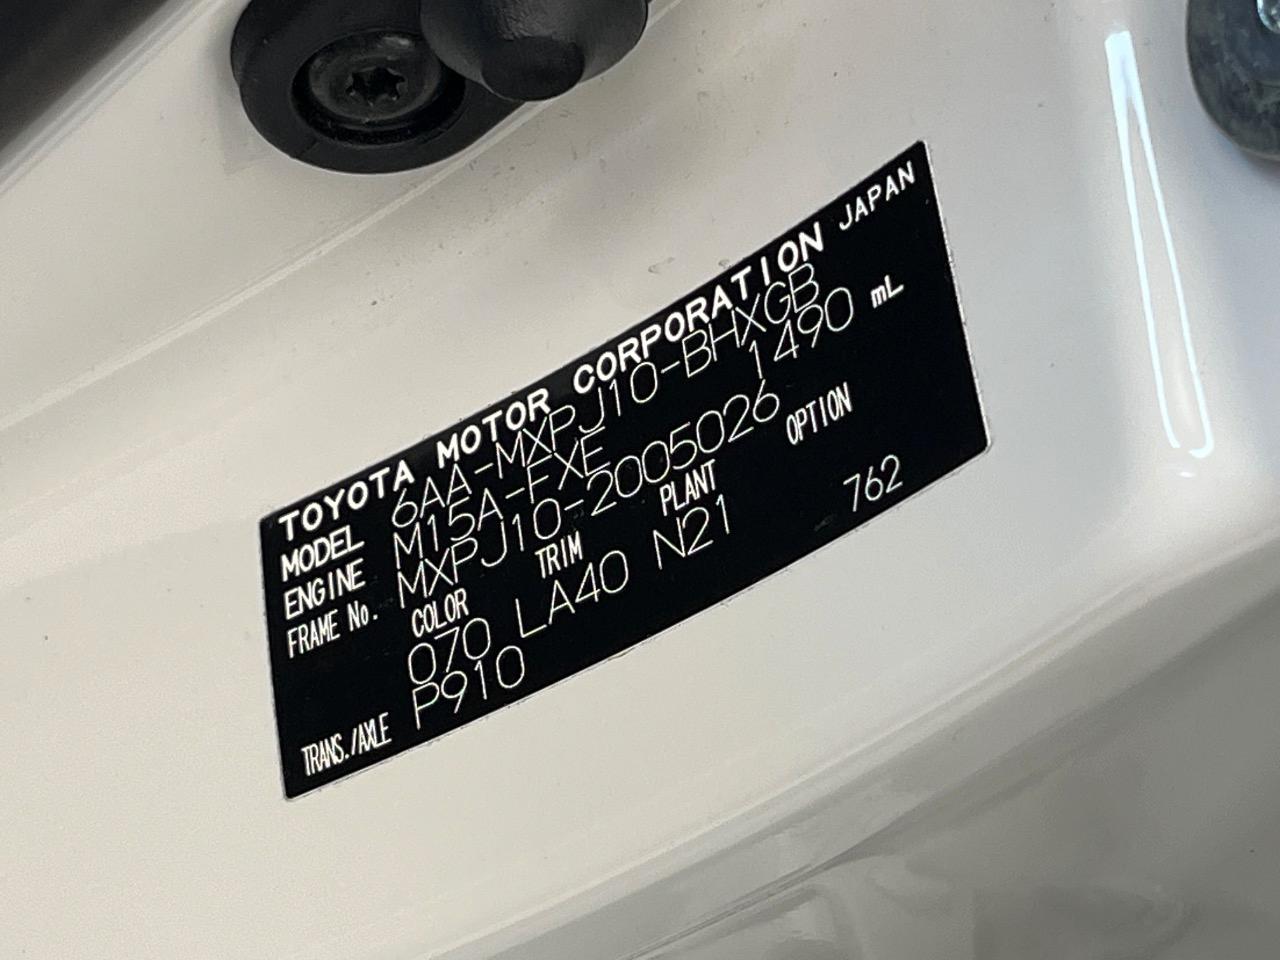 TOYOTA MOTOR CORPORATION JAPAN
MODEL 6AA-MXPJ10-BHXGB
ENGINE M15A-FXE 1490 mL
FRAME No. MXPJ10-2005026
COLOR TRIM PLANT OPTION
070 LA40 N21 762
TRANS./AXLE P910